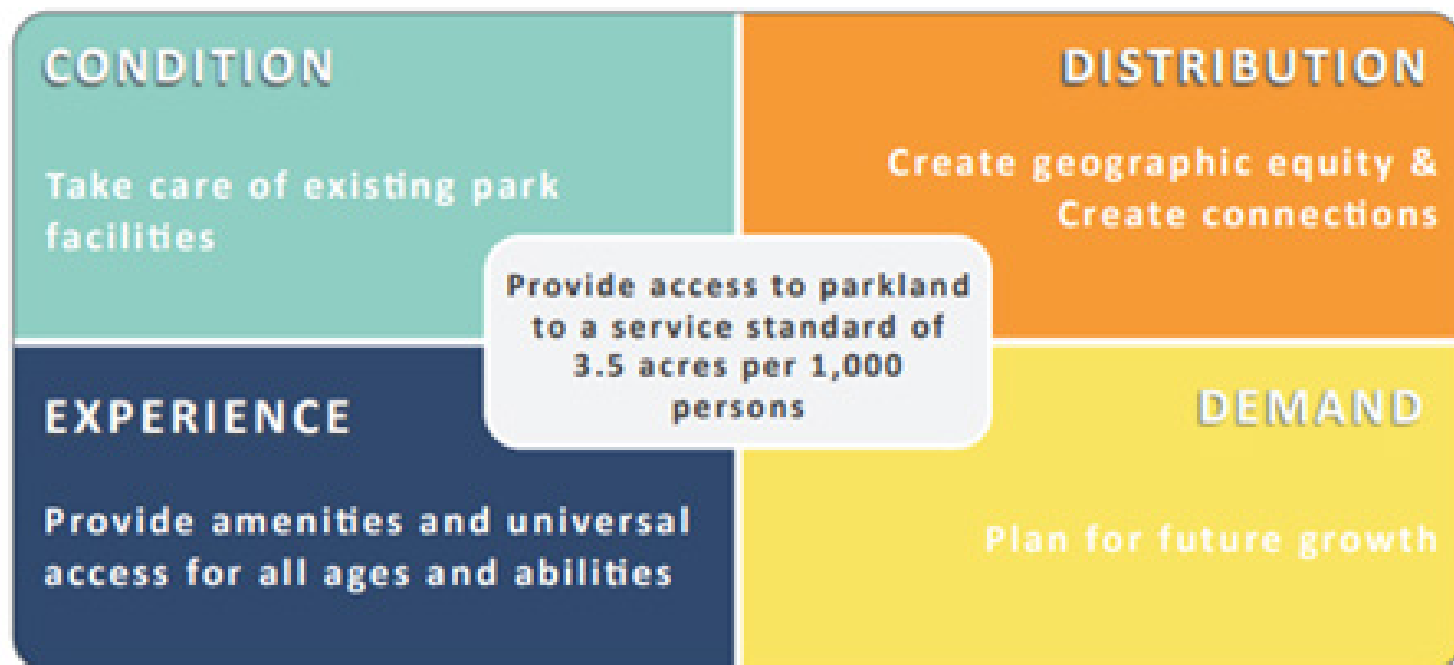 CONDITION
Take care of existing park
facilities
DISTRIBUTION
Create geographic equity &
Create connections
Provide access to parkland
to a service standard of
3.5 acres per 1,000
persons
EXPERIENCE
Provide amenities and universal
access for all ages and abilities
DEMAND
Plan for future growth